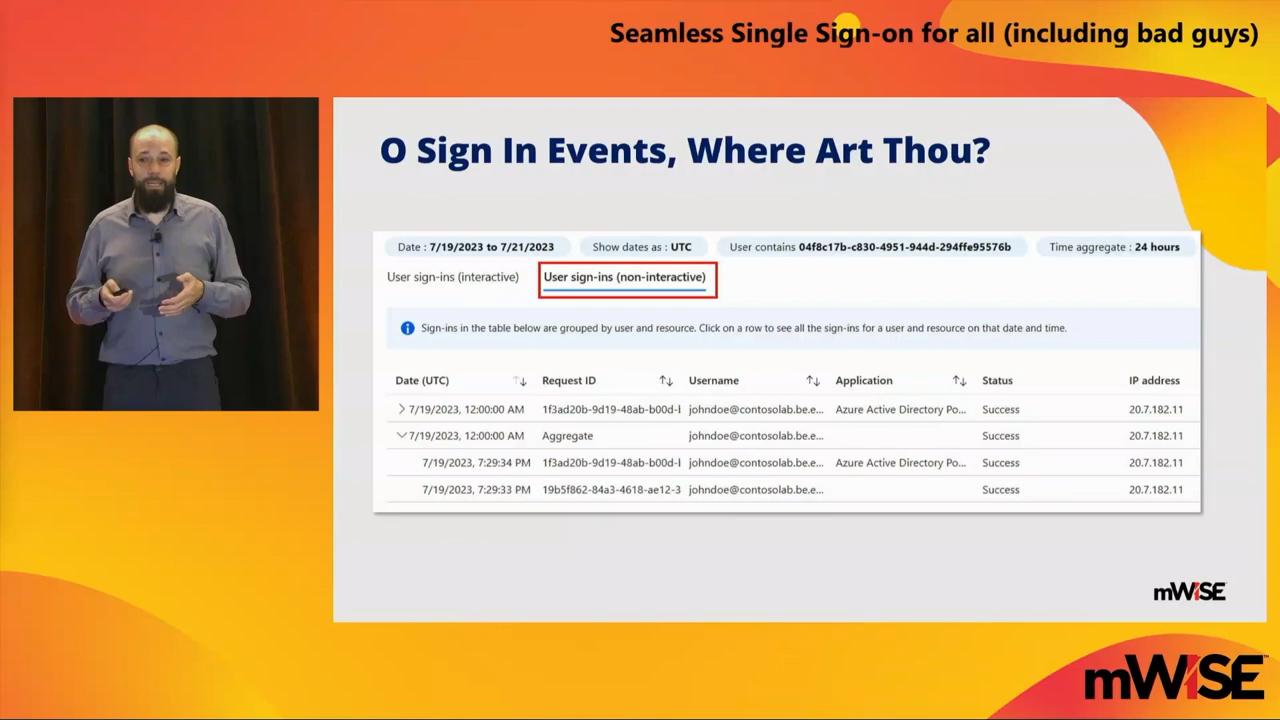 Seamless Single Sign-on for all (including bad guys)
O Sign In Events, Where Art Thou?
Date : 7/19/2023 to 7/21/2023 Show dates as : UTC User contains 04f8c17b-c830-4951-944d-294ffe95576b Time aggregate : 24 hours
User sign-ins (interactive) User sign-ins (non-interactive)
Sign-ins in the table below are grouped by user and resource. Click on a row to see all the sign-ins for a user and resource on that date and time.
Date (UTC) Request ID Username Application Status IP address
7/19/2023, 12:00:00 AM 1f3ad20b-9d19-48ab-b00d-l johndoe@contosolab.be.e... Azure Active Directory Po... Success 20.7.182.11
7/19/2023, 12:00:00 AM Aggregate johndoe@contosolab.be.e... Success 20.7.182.11
7/19/2023, 7:29:34 PM 1f3ad20b-9d19-48ab-b00d-l johndoe@contosolab.be.e... Azure Active Directory Po... Success 20.7.182.11
7/19/2023, 7:29:33 PM 19b5f862-84a3-4618-ae12-3 johndoe@contosolab.be.e... Success 20.7.182.11
mWISE
mWISE™